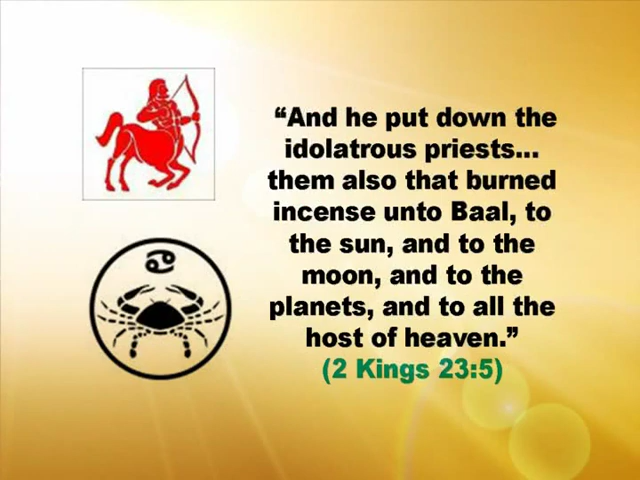 “And he put down the
idolatrous priests...
them also that burned
incense unto Baal, to
the sun, and to the
moon, and to the
planets, and to all the
host of heaven.”
(2 Kings 23:5)